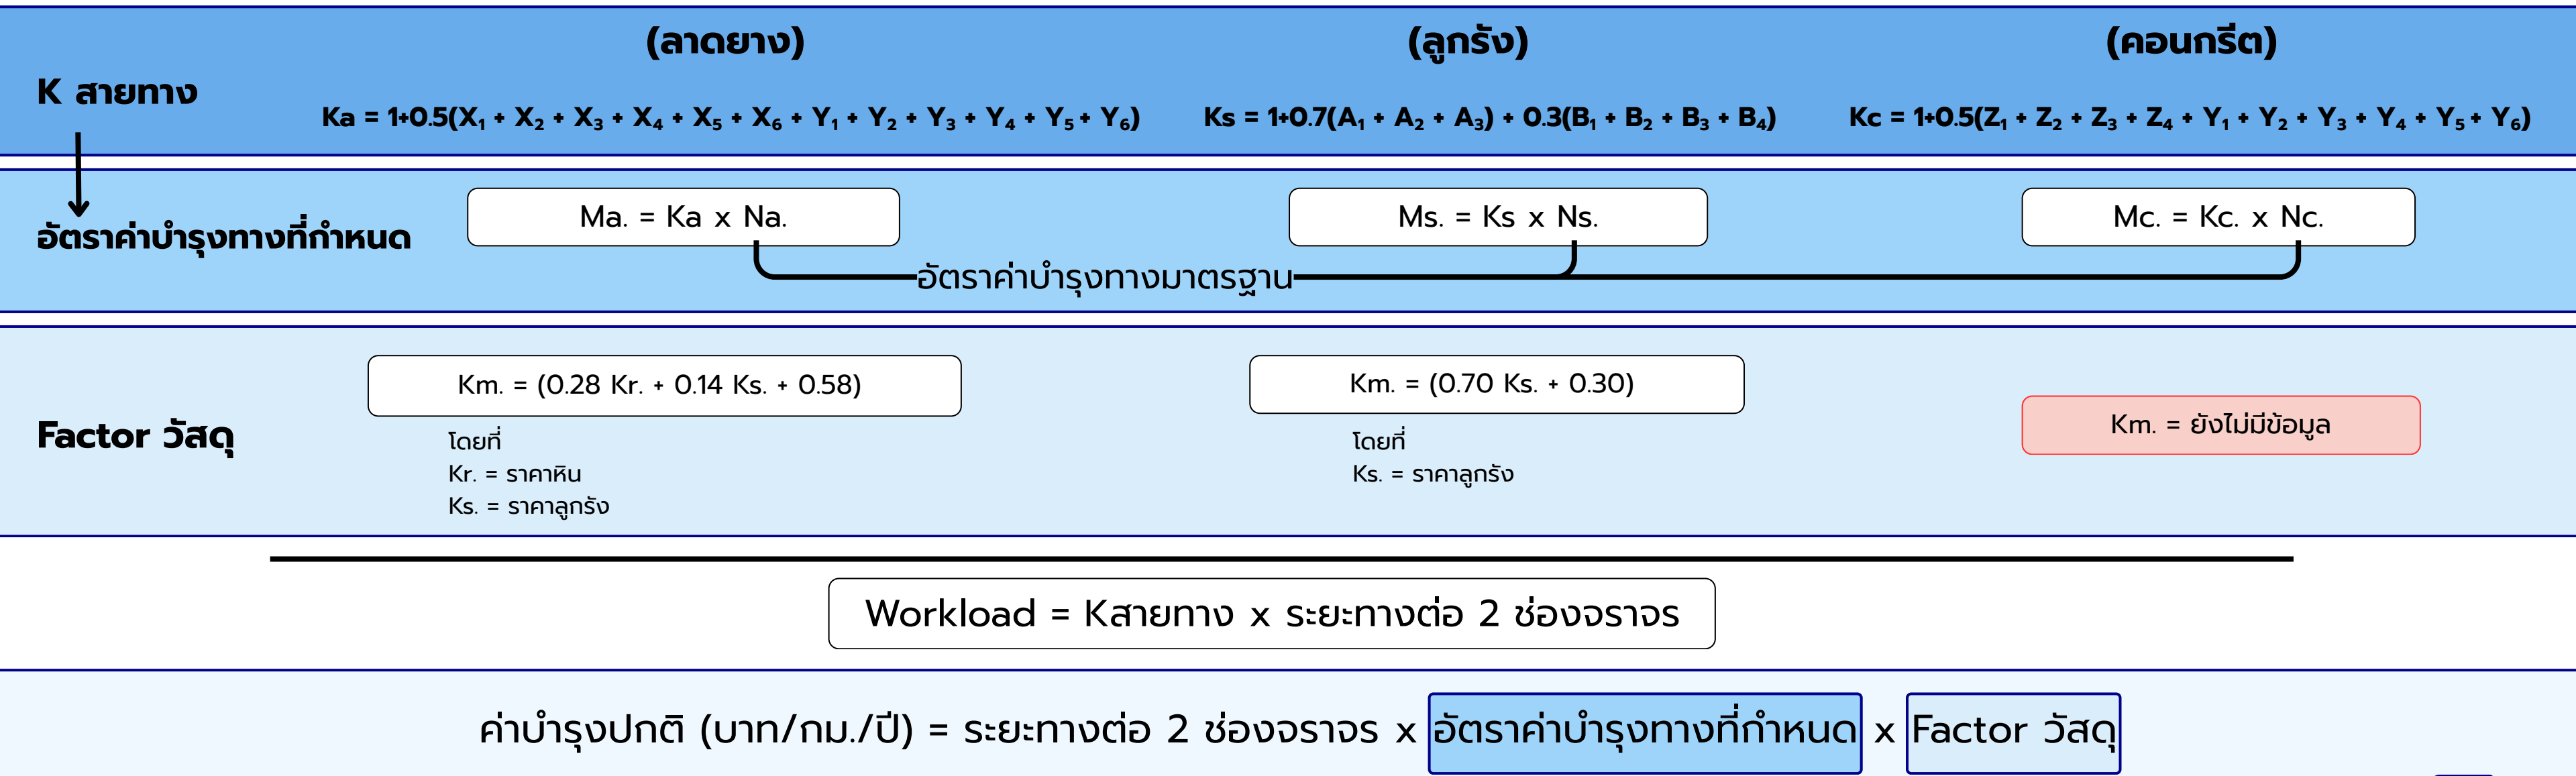 (ลาดยาง) (ลูกรัง) (คอนกรีต)
K สายทาง
Ka = 1+0.5(X₁ + X₂ + X₃ + X₄ + X₅ + X₆ + Y₁ + Y₂ + Y₃ + Y₄ + Y₅ + Y₆) Ks = 1+0.7(A₁ + A₂ + A₃) + 0.3(B₁ + B₂ + B₃ + B₄) Kc = 1+0.5(Z₁ + Z₂ + Z₃ + Z₄ + Y₁ + Y₂ + Y₃ + Y₄ + Y₅ + Y₆)
อัตราค่าบำรุงทางที่กำหนด
Ma. = Ka x Na. Ms. = Ks x Ns. Mc. = Kc. x Nc.
อัตราค่าบำรุงทางมาตรฐาน
Factor วัสดุ
Km. = (0.28 Kr. + 0.14 Ks. + 0.58)
โดยที่
Kr. = ราคาหิน
Ks. = ราคาลูกรัง
Km. = (0.70 Ks. + 0.30)
โดยที่
Ks. = ราคาลูกรัง
Km. = ยังไม่มีข้อมูล
Workload = Kสายทาง x ระยะทางต่อ 2 ช่องจราจร
ค่าบำรุงปกติ (บาท/กม./ปี) = ระยะทางต่อ 2 ช่องจราจร x อัตราค่าบำรุงทางที่กำหนด x Factor วัสดุ